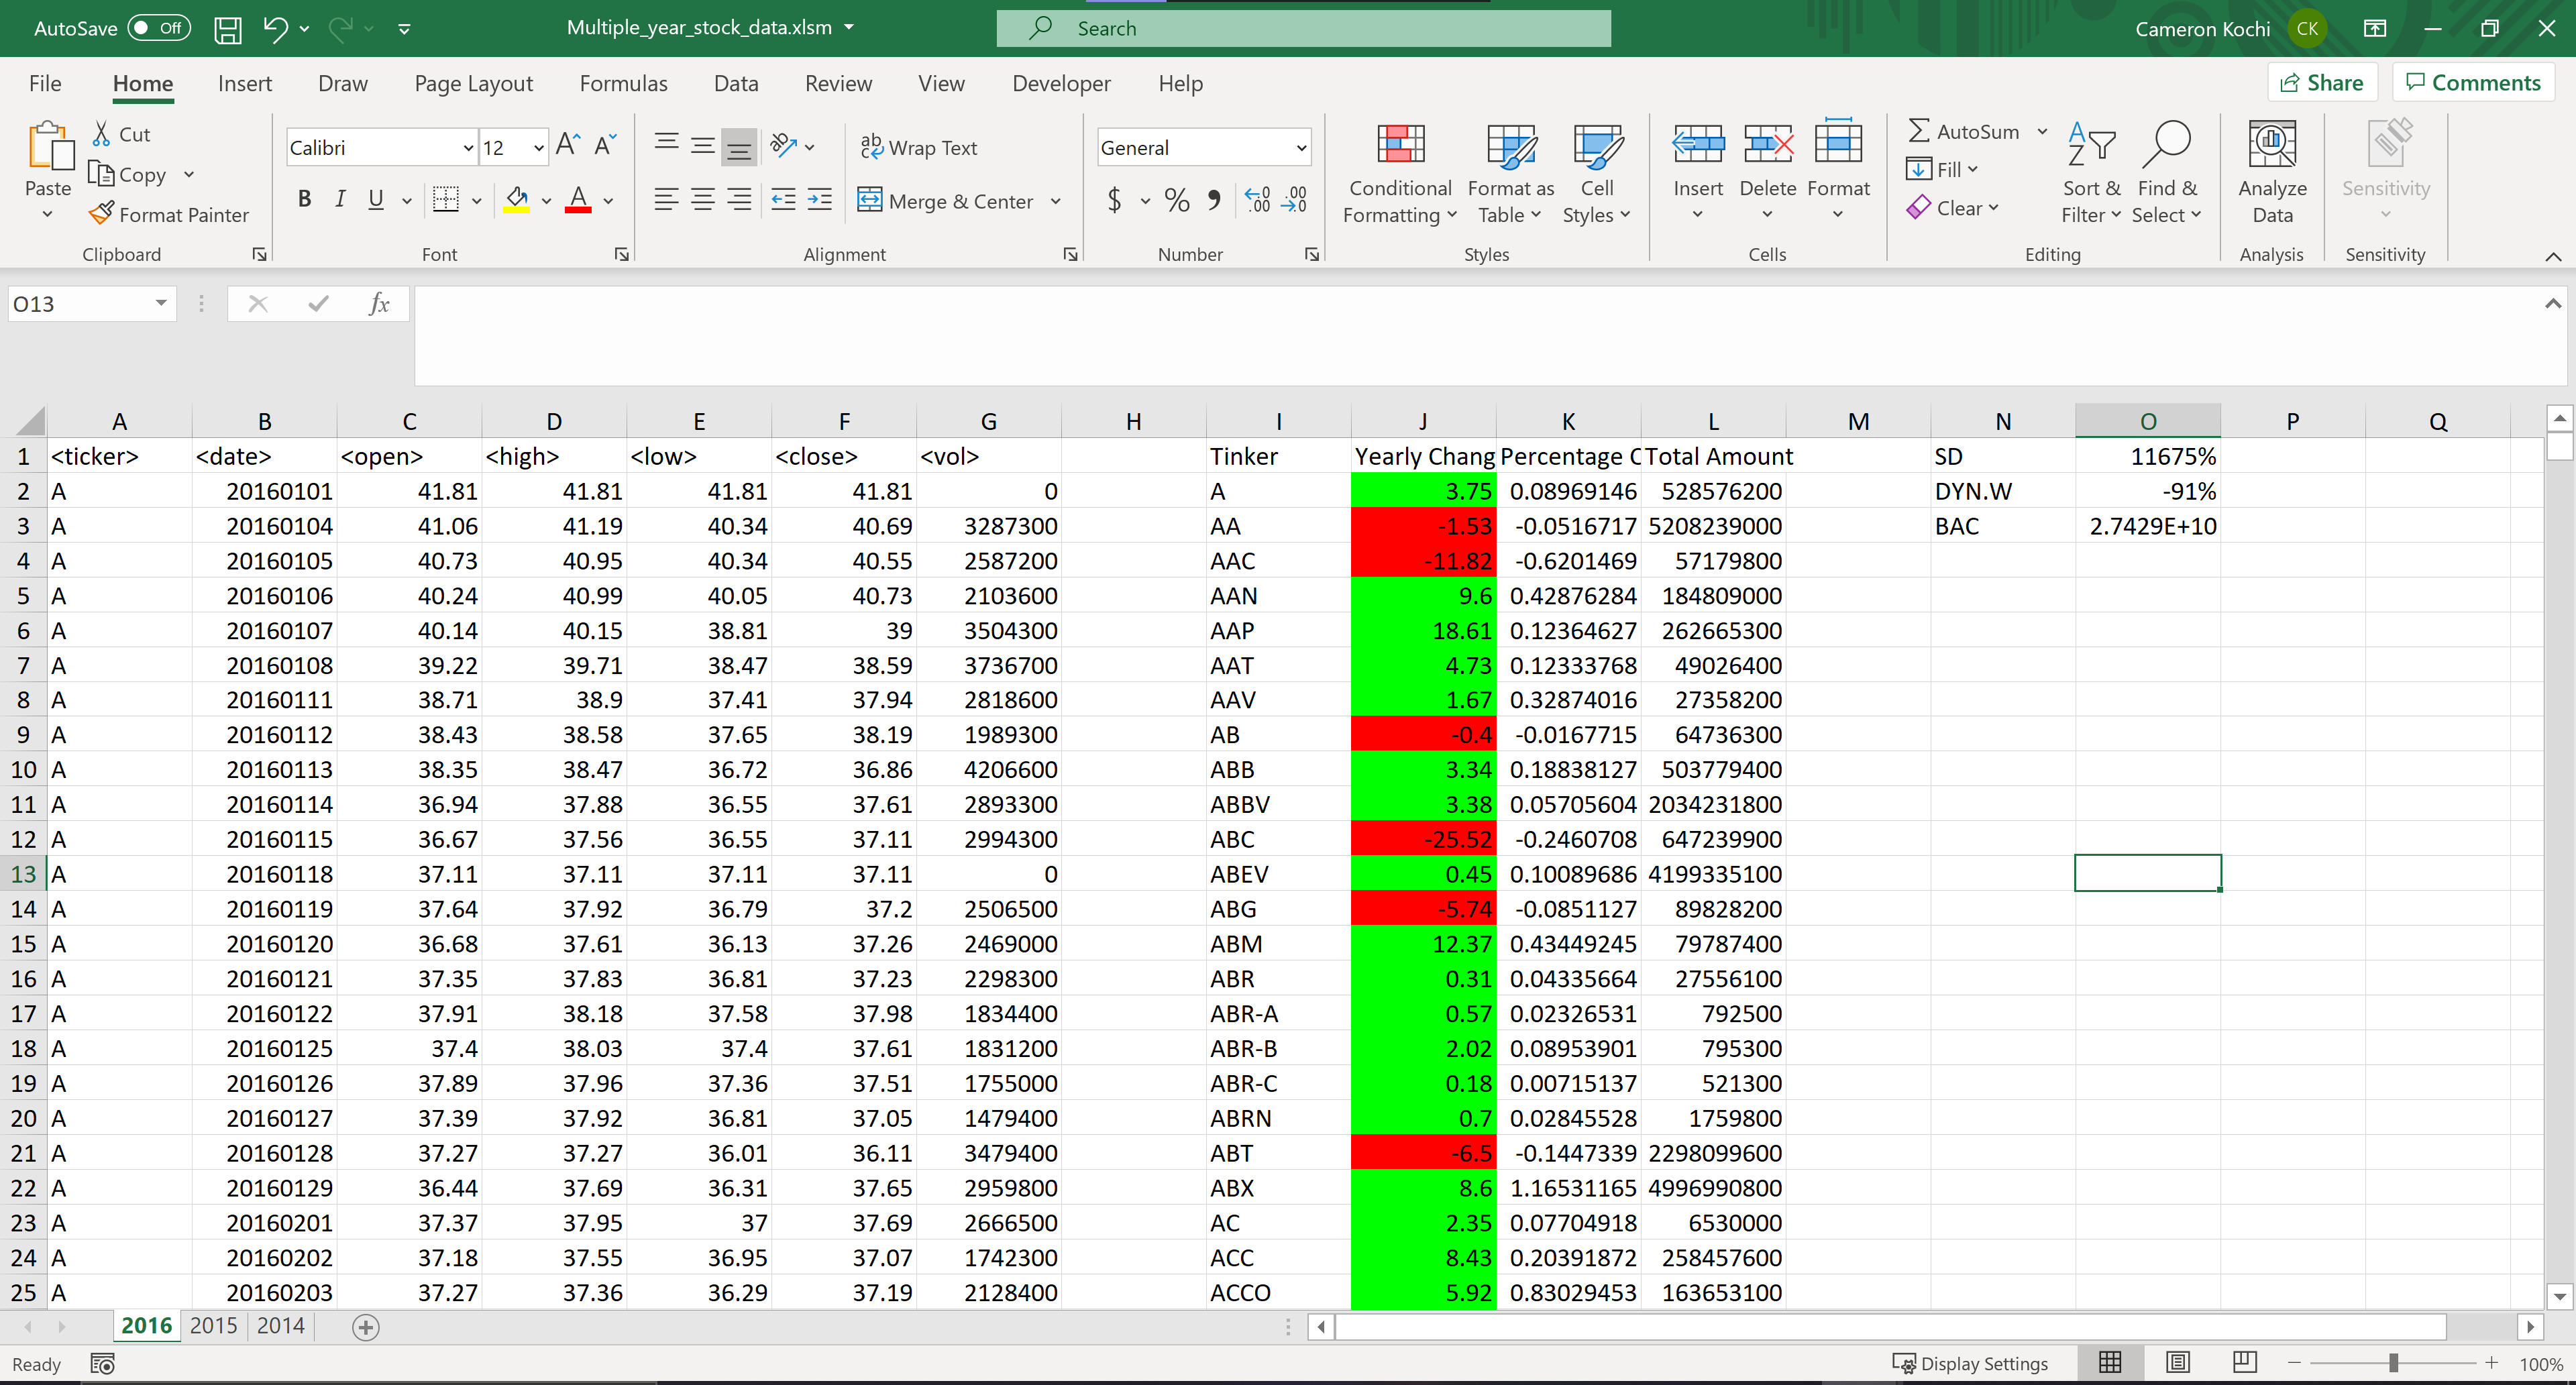 AutoSave Off Multiple_year_stock_data.xlsm Search Cameron Kochi CK
File Home Insert Draw Page Layout Formulas Data Review View Developer Help Share Comments
Paste Cut Copy Format Painter
Calibri 12
B I U
Wrap Text
Merge & Center
General
$ %
Conditional Formatting Format as Table Cell Styles
Insert Delete Format
AutoSum Fill Clear
Sort & Filter Find & Select
Analyze Data
Sensitivity
Clipboard Font Alignment Number Styles Cells Editing Analysis Sensitivity
O13 fx
A B C D E F G H I J K L M N O P Q
1 <ticker> <date> <open> <high> <low> <close> <vol> Tinker Yearly Chang Percentage C Total Amount SD 11675%
2 A 20160101 41.81 41.81 41.81 41.81 0 A 3.75 0.08969146 528576200 DYN.W -91%
3 A 20160104 41.06 41.19 40.34 40.69 3287300 AA -1.53 -0.0516717 5208239000 BAC 2.7429E+10
4 A 20160105 40.73 40.95 40.34 40.55 2587200 AAC -11.82 -0.6201469 57179800
5 A 20160106 40.24 40.99 40.05 40.73 2103600 AAN 9.6 0.42876284 184809000
6 A 20160107 40.14 40.15 38.81 39 3504300 AAP 18.61 0.12364627 262665300
7 A 20160108 39.22 39.71 38.47 38.59 3736700 AAT 4.73 0.12333768 49026400
8 A 20160111 38.71 38.9 37.41 37.94 2818600 AAV 1.67 0.32874016 27358200
9 A 20160112 38.43 38.58 37.65 38.19 1989300 AB -0.4 -0.0167715 64736300
10 A 20160113 38.35 38.47 36.72 36.86 4206600 ABB 3.34 0.18838127 503779400
11 A 20160114 36.94 37.88 36.55 37.61 2893300 ABBV 3.38 0.05705604 2034231800
12 A 20160115 36.67 37.56 36.55 37.11 2994300 ABC -25.52 -0.2460708 647239900
13 A 20160118 37.11 37.11 37.11 37.11 0 ABEV 0.45 0.10089686 4199335100
14 A 20160119 37.64 37.92 36.79 37.2 2506500 ABG -5.74 -0.0851127 89828200
15 A 20160120 36.68 37.61 36.13 37.26 2469000 ABM 12.37 0.43449245 79787400
16 A 20160121 37.35 37.83 36.81 37.23 2298300 ABR 0.31 0.04335664 27556100
17 A 20160122 37.91 38.18 37.58 37.98 1834400 ABR-A 0.57 0.02326531 792500
18 A 20160125 37.4 38.03 37.4 37.61 1831200 ABR-B 2.02 0.08953901 795300
19 A 20160126 37.89 37.96 37.36 37.51 1755000 ABR-C 0.18 0.00715137 521300
20 A 20160127 37.39 37.92 36.81 37.05 1479400 ABRN 0.7 0.02845528 1759800
21 A 20160128 37.27 37.27 36.01 36.11 3479400 ABT -6.5 -0.1447339 2298099600
22 A 20160129 36.44 37.69 36.31 37.65 2959800 ABX 8.6 1.16531165 4996990800
23 A 20160201 37.37 37.95 37 37.69 2666500 AC 2.35 0.07704918 6530000
24 A 20160202 37.18 37.55 36.95 37.07 1742300 ACC 8.43 0.20391872 258457600
25 A 20160203 37.27 37.36 36.29 37.19 2128400 ACCO 5.92 0.83029453 163653100
2016 2015 2014
Ready Display Settings 100%